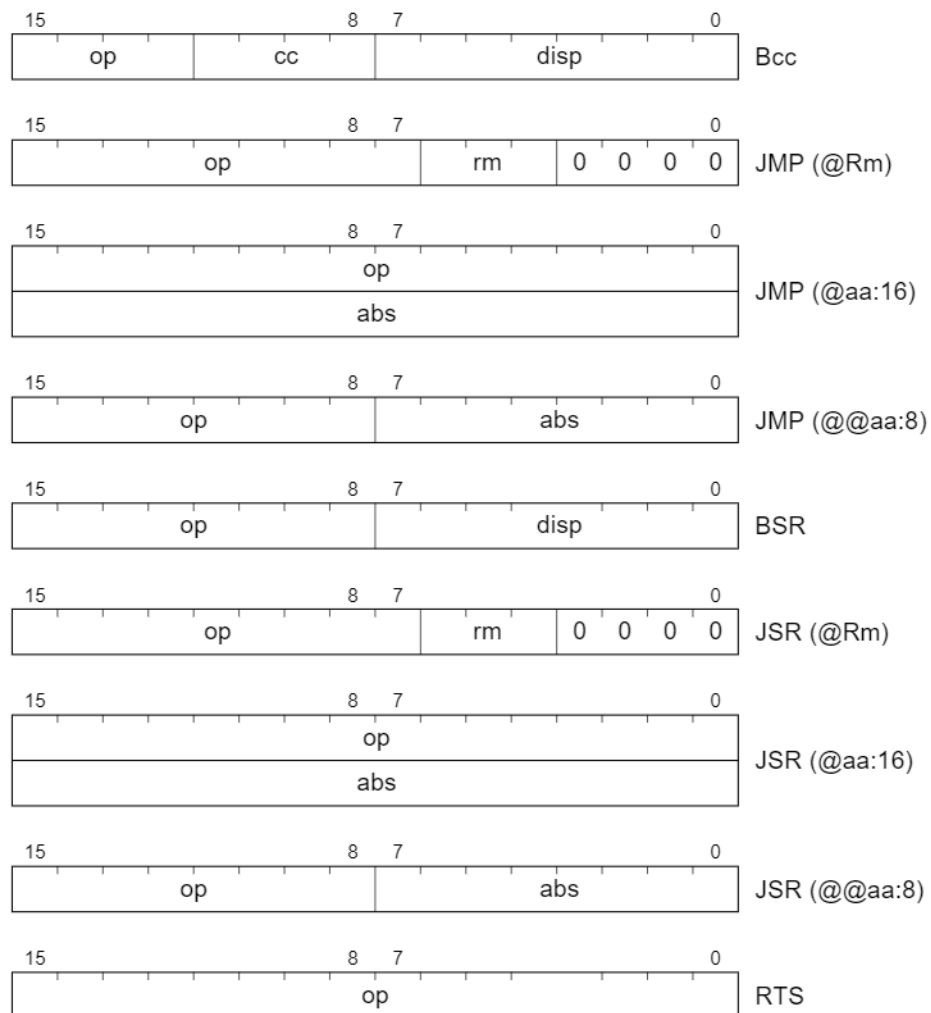 15 8 7 0
op cc disp Bcc
15 8 7 0
op rm 0 0 0 0 JMP (@Rm)
15 8 7 0
op
JMP (@aa:16)
abs
15 8 7 0
op abs JMP (@@aa:8)
15 8 7 0
op disp BSR
15 8 7 0
op rm 0 0 0 0 JSR (@Rm)
15 8 7 0
op
JSR (@aa:16)
abs
15 8 7 0
op abs JSR (@@aa:8)
15 8 7 0
op RTS